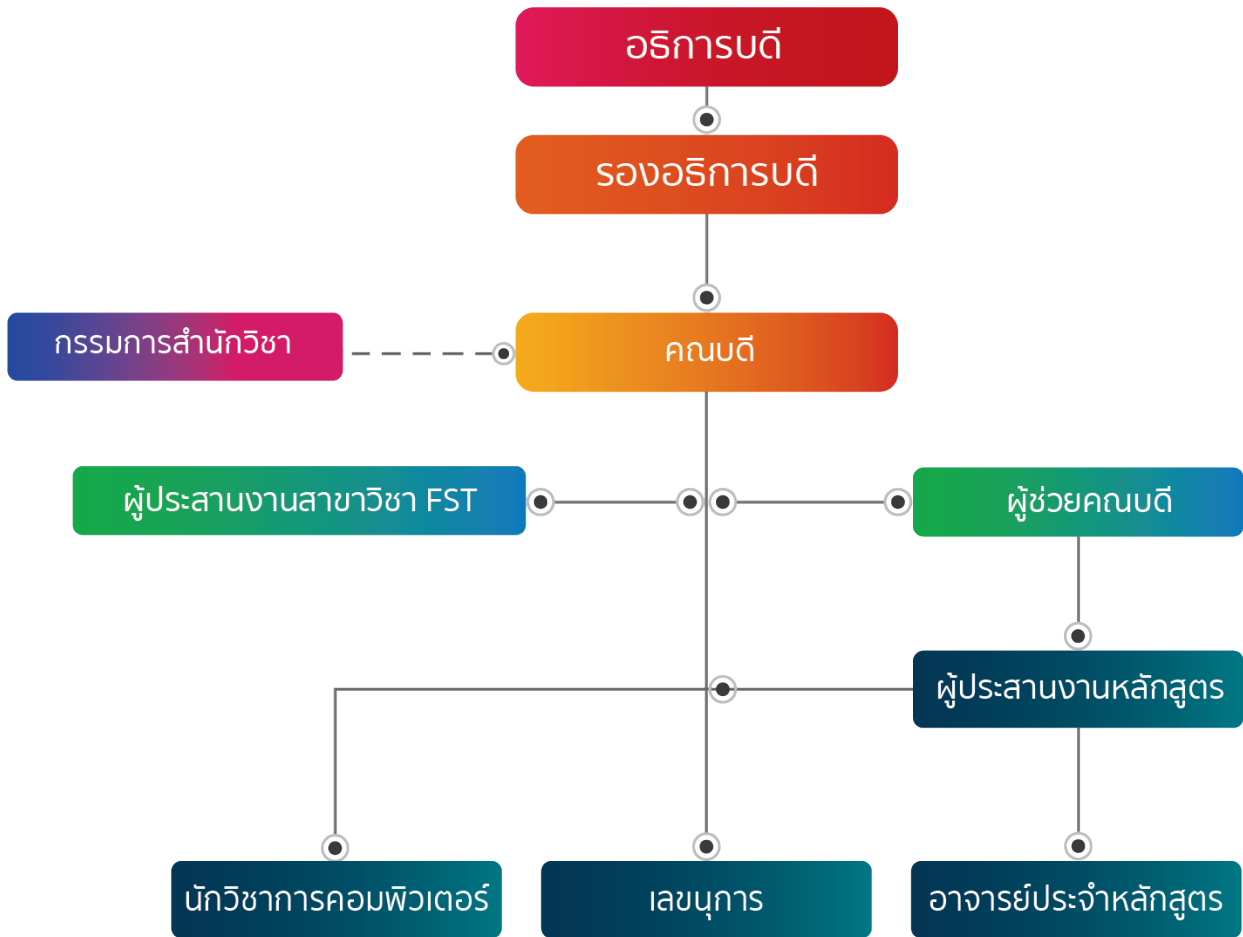 อธิการบดี
รองอธิการบดี
กรรมการสำนักวิชา
คณบดี
ผู้ประสานงานสาขาวิชา FST
ผู้ช่วยคณบดี
ผู้ประสานงานหลักสูตร
นักวิชาการคอมพิวเตอร์
เลขนุการ
อาจารย์ประจำหลักสูตร